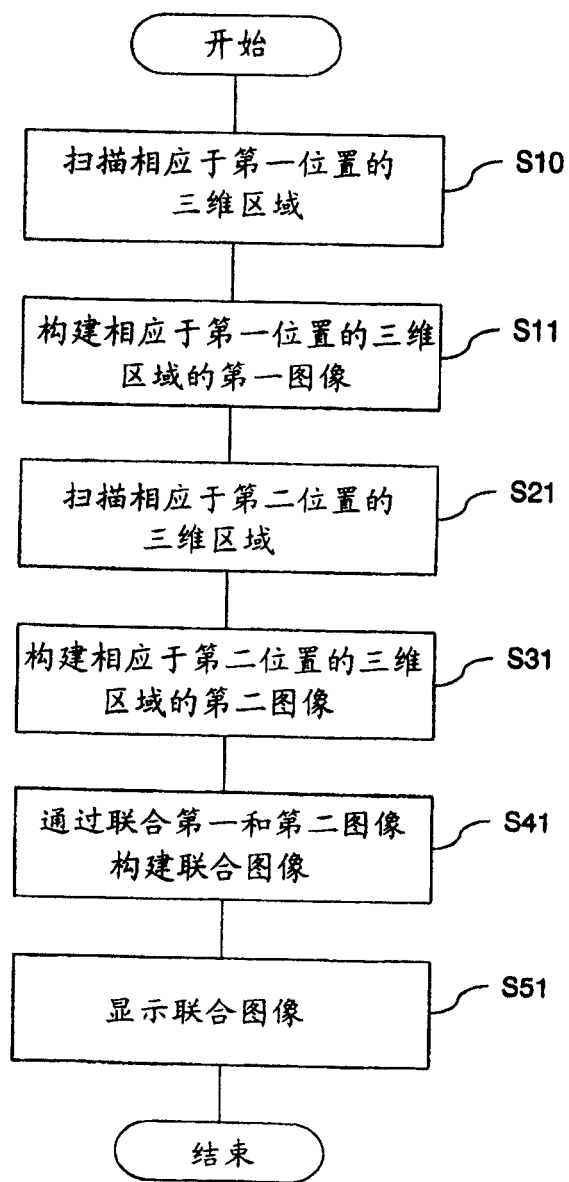 开始
扫描相应于第一位置的
三维区域
S10
构建相应于第一位置的三维
区域的第一图像
S11
扫描相应于第二位置的
三维区域
S21
构建相应于第二位置的三维
区域的第二图像
S31
通过联合第一和第二图像
构建联合图像
S41
显示联合图像
S51
结束